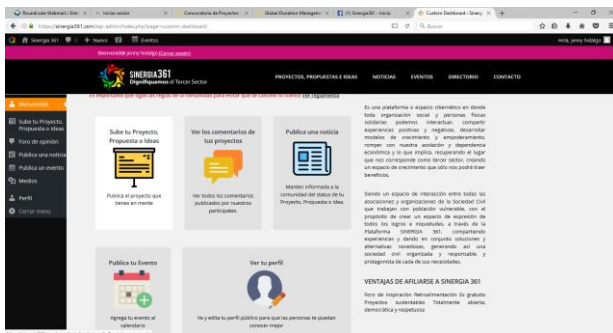 Roundcube Webmail :: Entr
Iniciar sesión
Convocatoria de Proyectos
Global Donation Managem
(1) Sinergia361 - Inicio
Custom Dashboard ‹ Sinerg
https://sinergia361.com/wp-admin/index.php?page=custom-dashboard
Buscar
Sinergia 361
0
Nuevo
Eventos
Hola, jenny hidalgo
Bienvenid@ jenny hidalgo (Cerrar sesión)
SINERGIA361
Dignifiquemos el Tercer Sector
PROYECTOS, PROPUESTAS E IDEAS
NOTICIAS
EVENTOS
DIRECTORIO
CONTACTO
Es importante que sigas las reglas de la comunidad para evitar que se cancele tu cuenta Ver reglamento
Bienvenido
Sube tu Proyecto,
Propuesta o Ideas
Foro de opinión
Publica una noticia
Publica un evento
Medios
Perfil
Cerrar menú
Sube tu Proyecto,
Propuesta o Ideas
Publica el proyecto que
tienes en mente
Ver los comentarios de
tus proyectos
Ver todos los comentarios
publicados por nuestros
participates.
Publica una noticia
Manten informada a la
comunidad del status de tu
Proyecto, Propuesta o Idea.
Publica tu Evento
Agrega tu evento al
calendario
Ver tu perfil
Ve y edita tu perfil público para que las personas te puedan
conocer mejor
Es una plataforma o espacio cibernético en donde
toda organización social y personas físicas
solidarias podemos interactuar, compartir
experiencias positivas y negativas, desarrollar
modelos de crecimiento y empoderamiento,
romper con nuestra asolación y dependencia
económica y lo que implica, recuperando el lugar
que nos corresponde como tercer sector, creando
un espacio de crecimiento que sólo nos podrá traer
beneficios.
Siendo un espacio de interacción entre todas las
asociaciones y organizaciones de la Sociedad Civil
que trabajan con población vulnerable, con el
propósito de crear un espacio de expresión de
todos los logros e inquietudes, a través de la
Plataforma SINERGIA 361, compartiendo
experiencias y dando en conjunto soluciones y
alternativas novedosas, generando así una
sociedad civil organizada y responsable y
protagonista de cada de sus necesidades.
VENTAJAS DE AFILIARSE A SINERGIA 361
Foro de inspiración Retroalimentación Es gratuito
Proyectos sustentables Totalmente abierta,
democrática y respetuosa